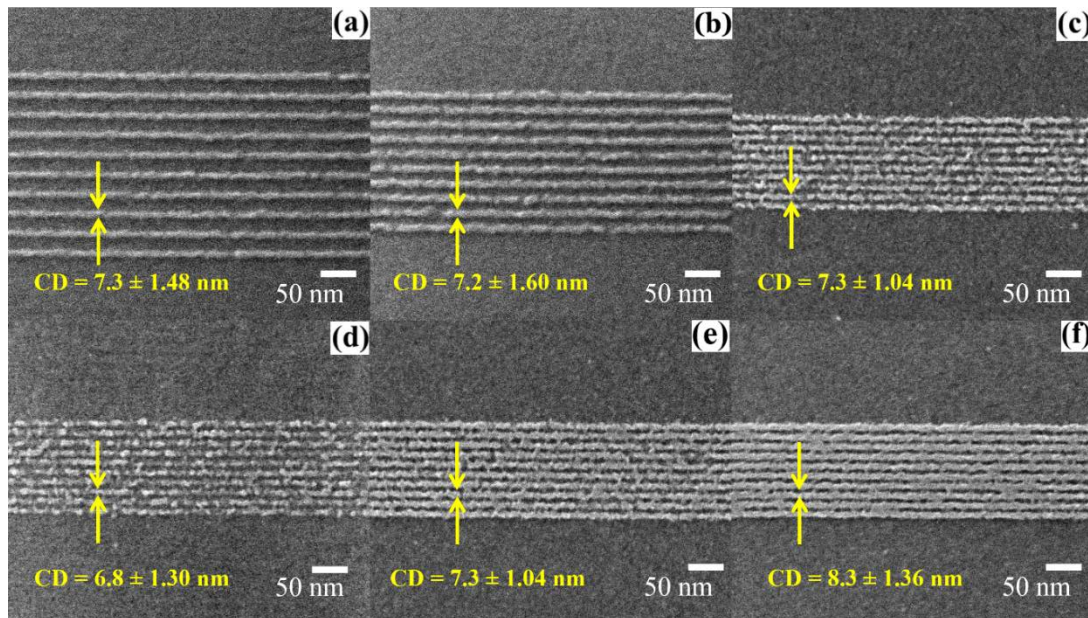 (a)
CD = 7.3 ± 1.48 nm
50 nm
(b)
CD = 7.2 ± 1.60 nm
50 nm
(c)
CD = 7.3 ± 1.04 nm
50 nm
(d)
CD = 6.8 ± 1.30 nm
50 nm
(e)
CD = 7.3 ± 1.04 nm
50 nm
(f)
CD = 8.3 ± 1.36 nm
50 nm